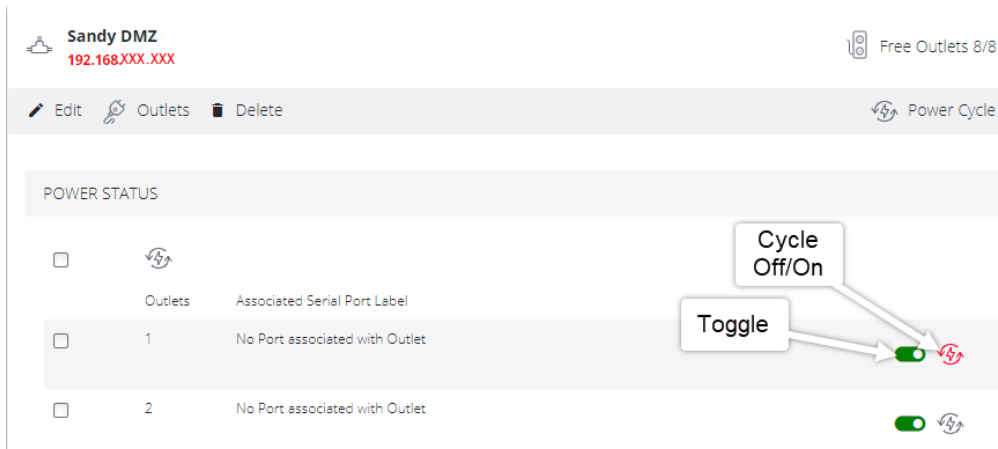 Sandy DMZ
192.168.XXX.XXX
Free Outlets 8/8
Edit Outlets Delete Power Cycle
POWER STATUS
Cycle
Off/On
Outlets Associated Serial Port Label
Toggle
1 No Port associated with Outlet
2 No Port associated with Outlet